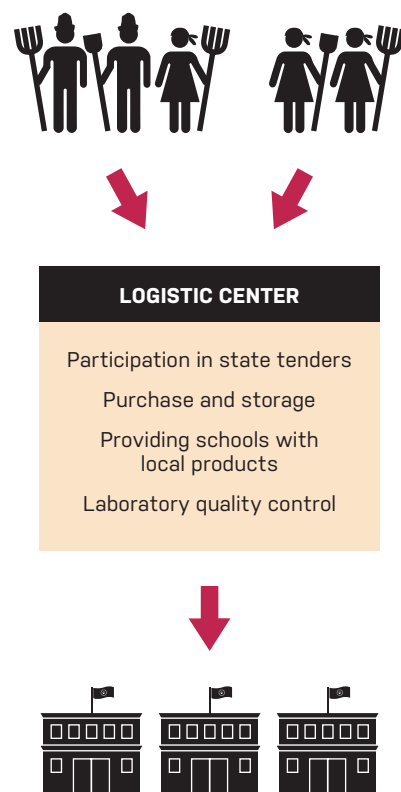 LOGISTIC CENTER
Participation in state tenders
Purchase and storage
Providing schools with
local products
Laboratory quality control